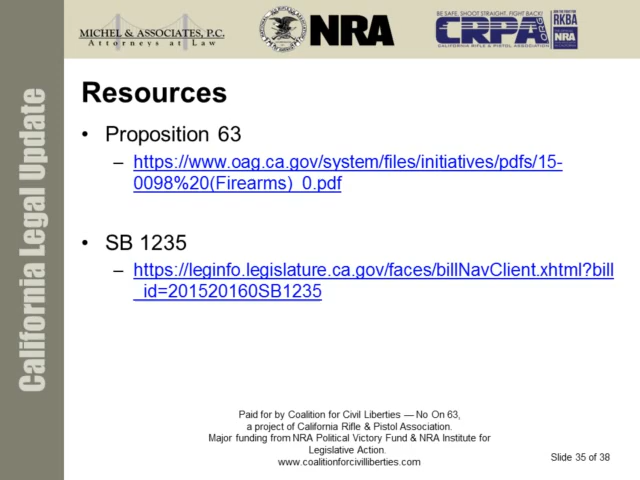 MICHEL & ASSOCIATES, P.C.
Attorneys at Law
NRA
BE SAFE, SHOOT STRAIGHT, FIGHT BACK!
CRPA.ORG
CALIFORNIA RIFLE & PISTOL ASSOCIATION
RKBA
NRA
California Legal Update
Resources
• Proposition 63
– https://www.oag.ca.gov/system/files/initiatives/pdfs/15-
0098%20(Firearms)_0.pdf
• SB 1235
– https://leginfo.legislature.ca.gov/faces/billNavClient.xhtml?bill
_id=201520160SB1235
Paid for by Coalition for Civil Liberties — No On 63,
a project of California Rifle & Pistol Association.
Major funding from NRA Political Victory Fund & NRA Institute for
Legislative Action.
www.coalitionforcivilliberties.com
Slide 35 of 38